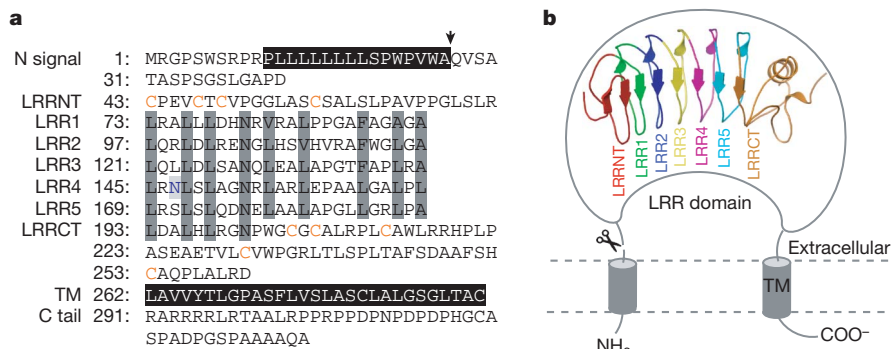 a
N signal 1: MRGPSWSRPRPLLLLLLLLSPWPVWAQVSA
31: TASPSGSLGAPD
LRRNT 43: CPEVCTCVPGGLASCSALSLPAVPPGLSLR
LRR1 73: LRALLLDHNRVRALPPGAFAGAGA
LRR2 97: LQRLDLRENGLHSVHVRAFWGLGA
LRR3 121: LQLLDLSANQLEALAPGTFAPLRA
LRR4 145: LRNLSLAGNRLARLEPAALGALPL
LRR5 169: LRSLSLQDNELAALAPGLLGRLPA
LRRCT 193: LDALHLRGNPWGCGCALRPLCAWLRRHPLP
223: ASEAETVLCVWPGRLTLSPLTAFSDAAFSH
253: CAQPLALRD
TM 262: LAVVYTLGPASFLVSLASCLALGSGLTAC
C tail 291: RARRRRLRTAALRPPRPPDPNPDPDPHGCA
SPADPGSPAAAAQA
b
LRRNT
LRR1
LRR2
LRR3
LRR4
LRR5
LRRCT
LRR domain
Extracellular
TM
COO⁻